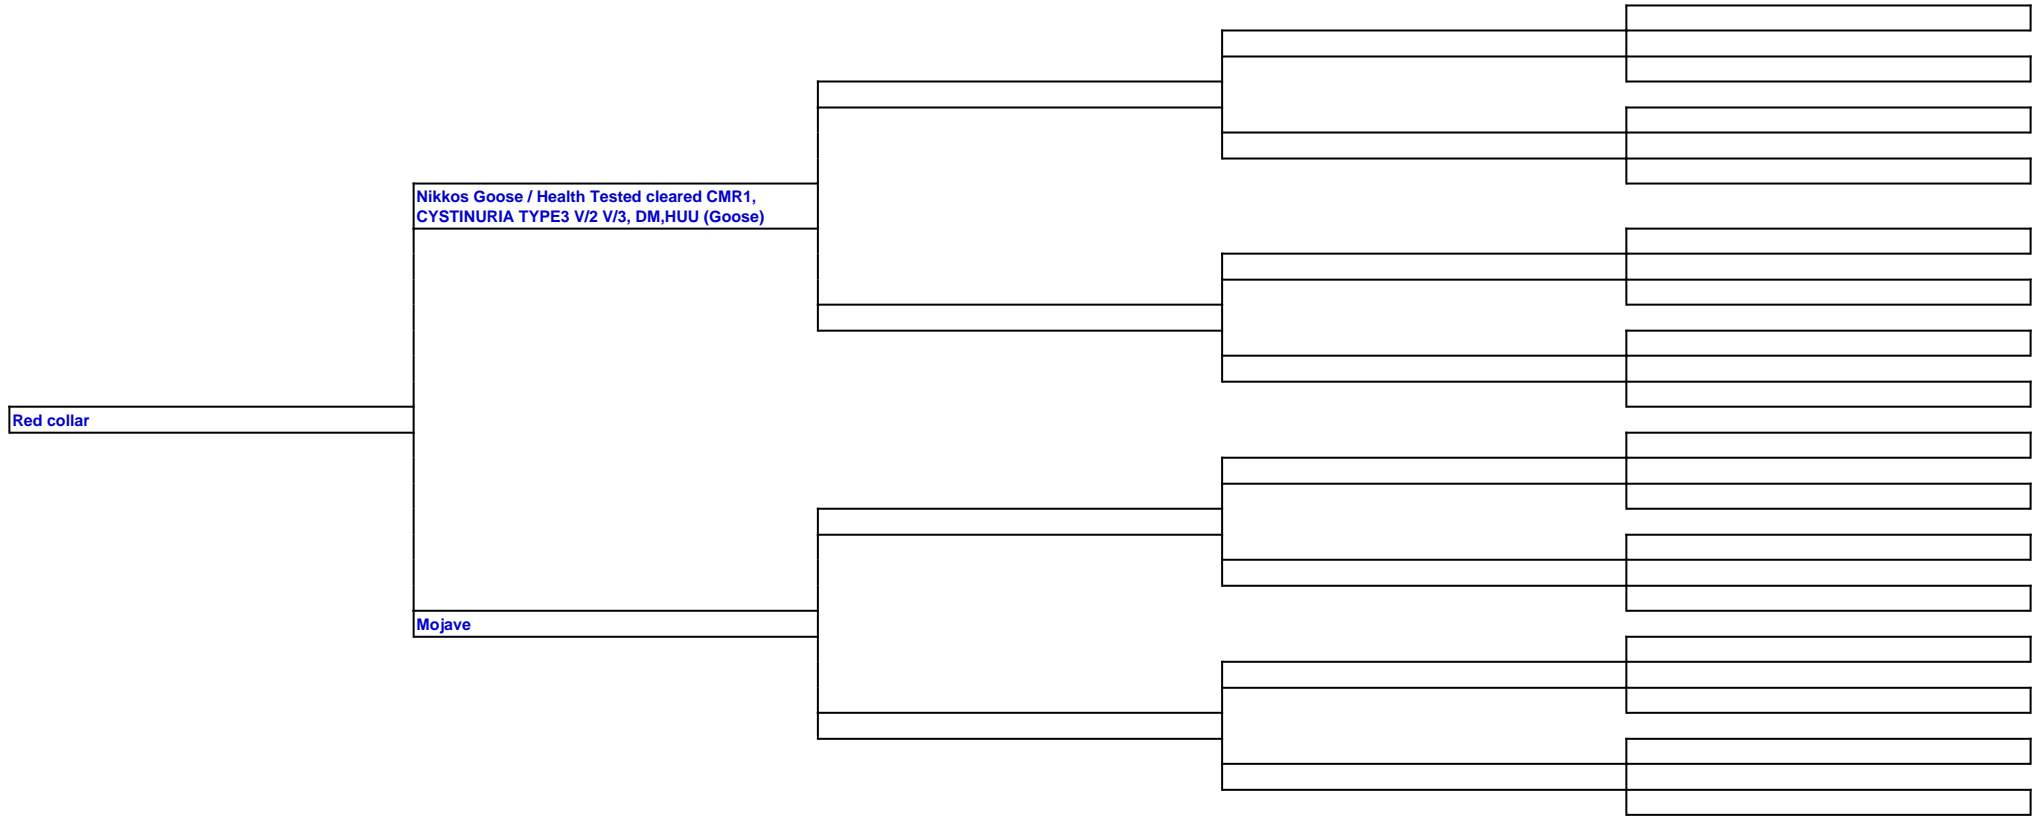 Nikkos Goose / Health Tested cleared CMR1,
CYSTINURIA TYPE3 V/2 V/3, DM,HUU (Goose)
Red collar
Mojave